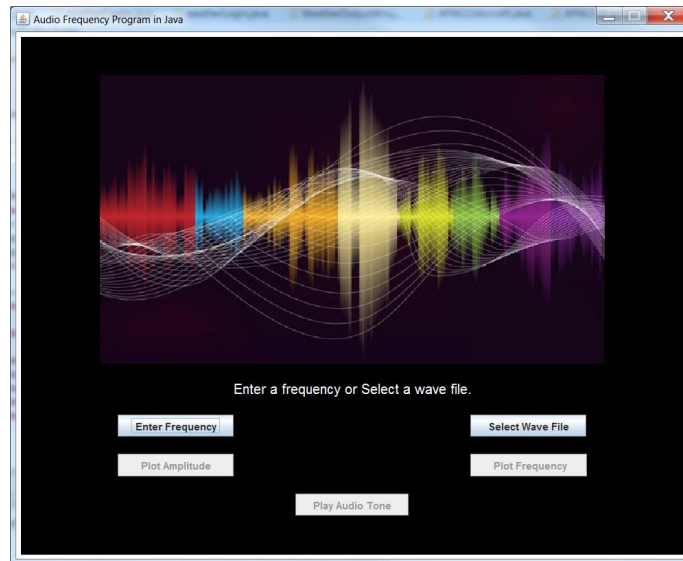 Audio Frequency Program in Java
Enter a frequency or Select a wave file.
Enter Frequency
Select Wave File
Plot Amplitude
Plot Frequency
Play Audio Tone